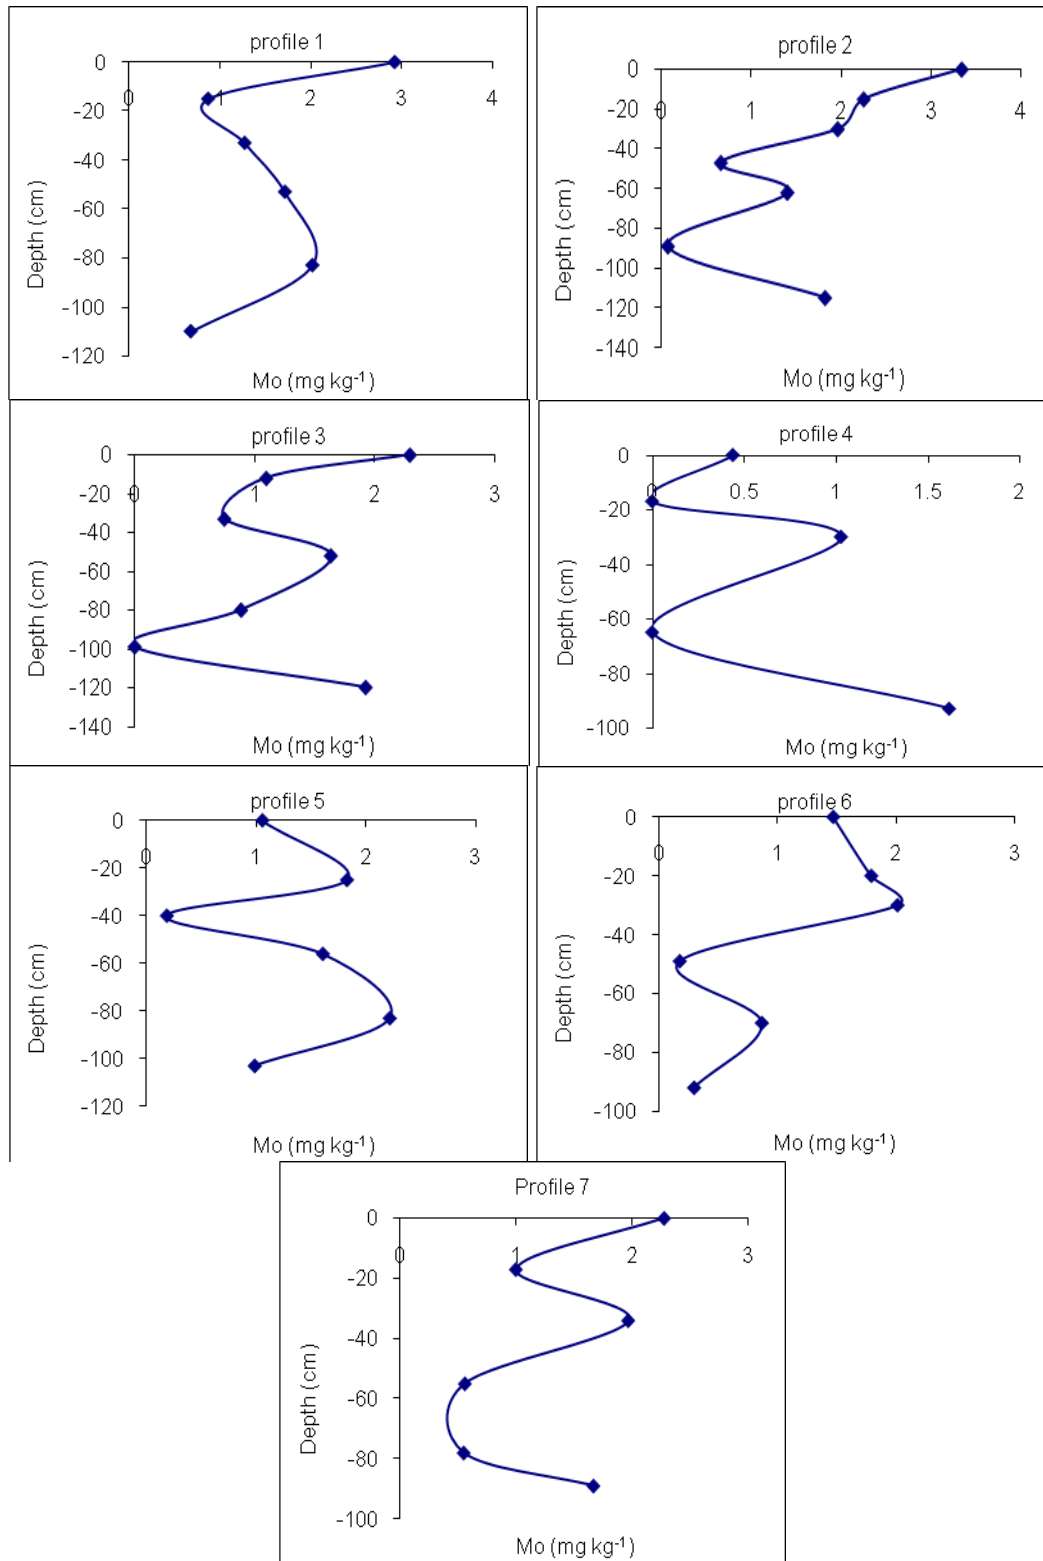 profile 1
0
0 1 2 3 4
-20
-40
-60
-80
-100
-120
Depth (cm)
Mo (mg kg-1)
profile 2
0
0 1 2 3 4
-20
-40
-60
-80
-100
-120
-140
Depth (cm)
Mo (mg kg-1)
profile 3
0
0 1 2 3
-20
-40
-60
-80
-100
-120
-140
Depth (cm)
Mo (mg kg-1)
profile 4
0
0 0.5 1 1.5 2
-20
-40
-60
-80
-100
Depth (cm)
Mo (mg kg-1)
profile 5
0
0 1 2 3
-20
-40
-60
-80
-100
-120
Depth (cm)
Mo (mg kg-1)
profile 6
0
0 1 2 3
-20
-40
-60
-80
-100
Depth (cm)
Mo (mg kg-1)
Profile 7
0
0 1 2 3
-20
-40
-60
-80
-100
Depth (cm)
Mo (mg kg-1)